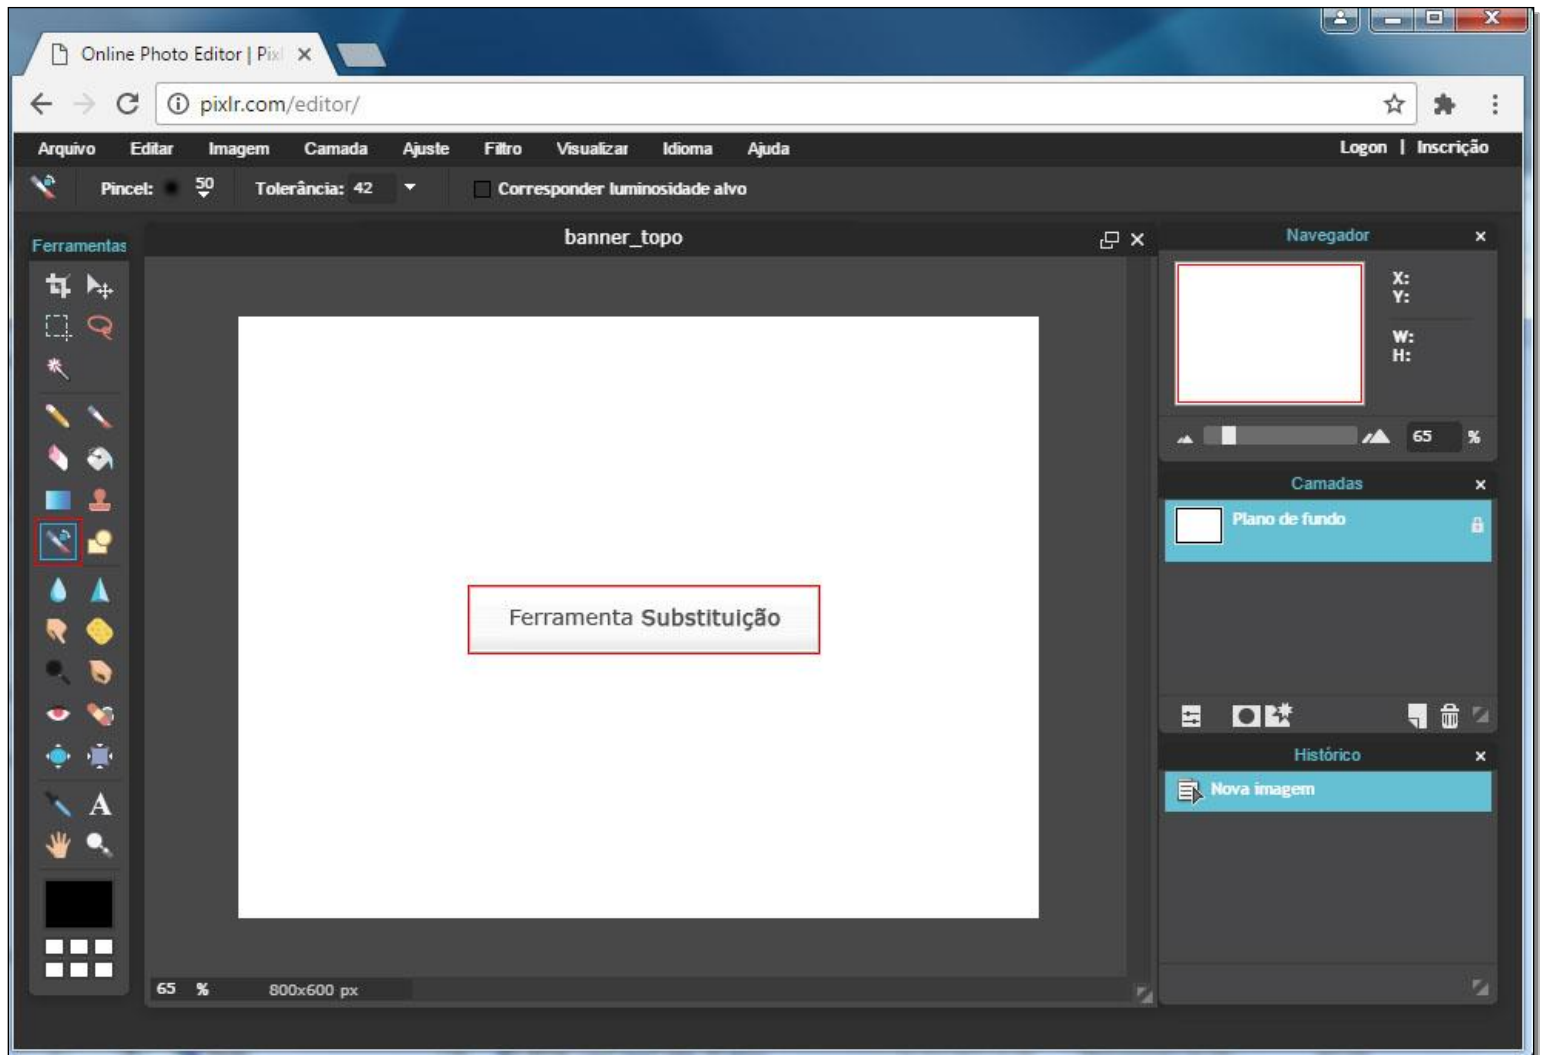 Online Photo Editor | Pixl
pixlr.com/editor/
Arquivo Editar Imagem Camada Ajuste Filtro Visualizar Idioma Ajuda Logon | Inscrição
Pincel: 50 Tolerância: 42 Corresponder luminosidade alvo
Ferramentas
banner_topo
Navegador
X:
Y:
W:
H:
65 %
Camadas
Plano de fundo
Ferramenta Substituição
Histórico
Nova imagem
A
65 % 800x600 px